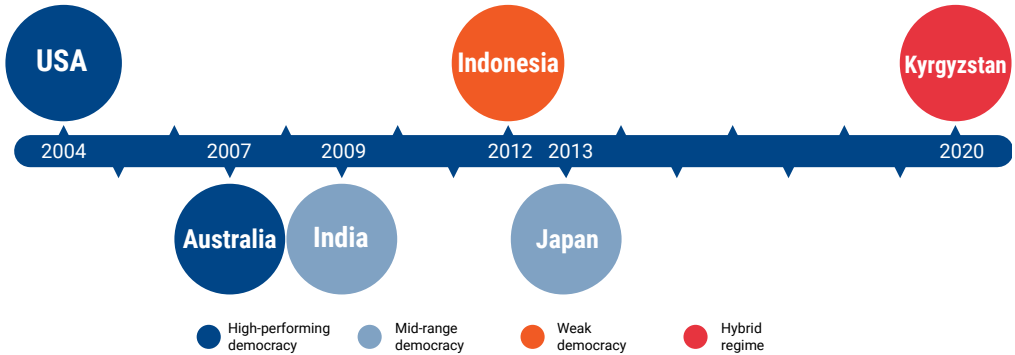 USA
Indonesia
Kyrgyzstan
2004 2007 2009 2012 2013 2020
Australia
India
Japan
High-performing
democracy
Mid-range
democracy
Weak
democracy
Hybrid
regime